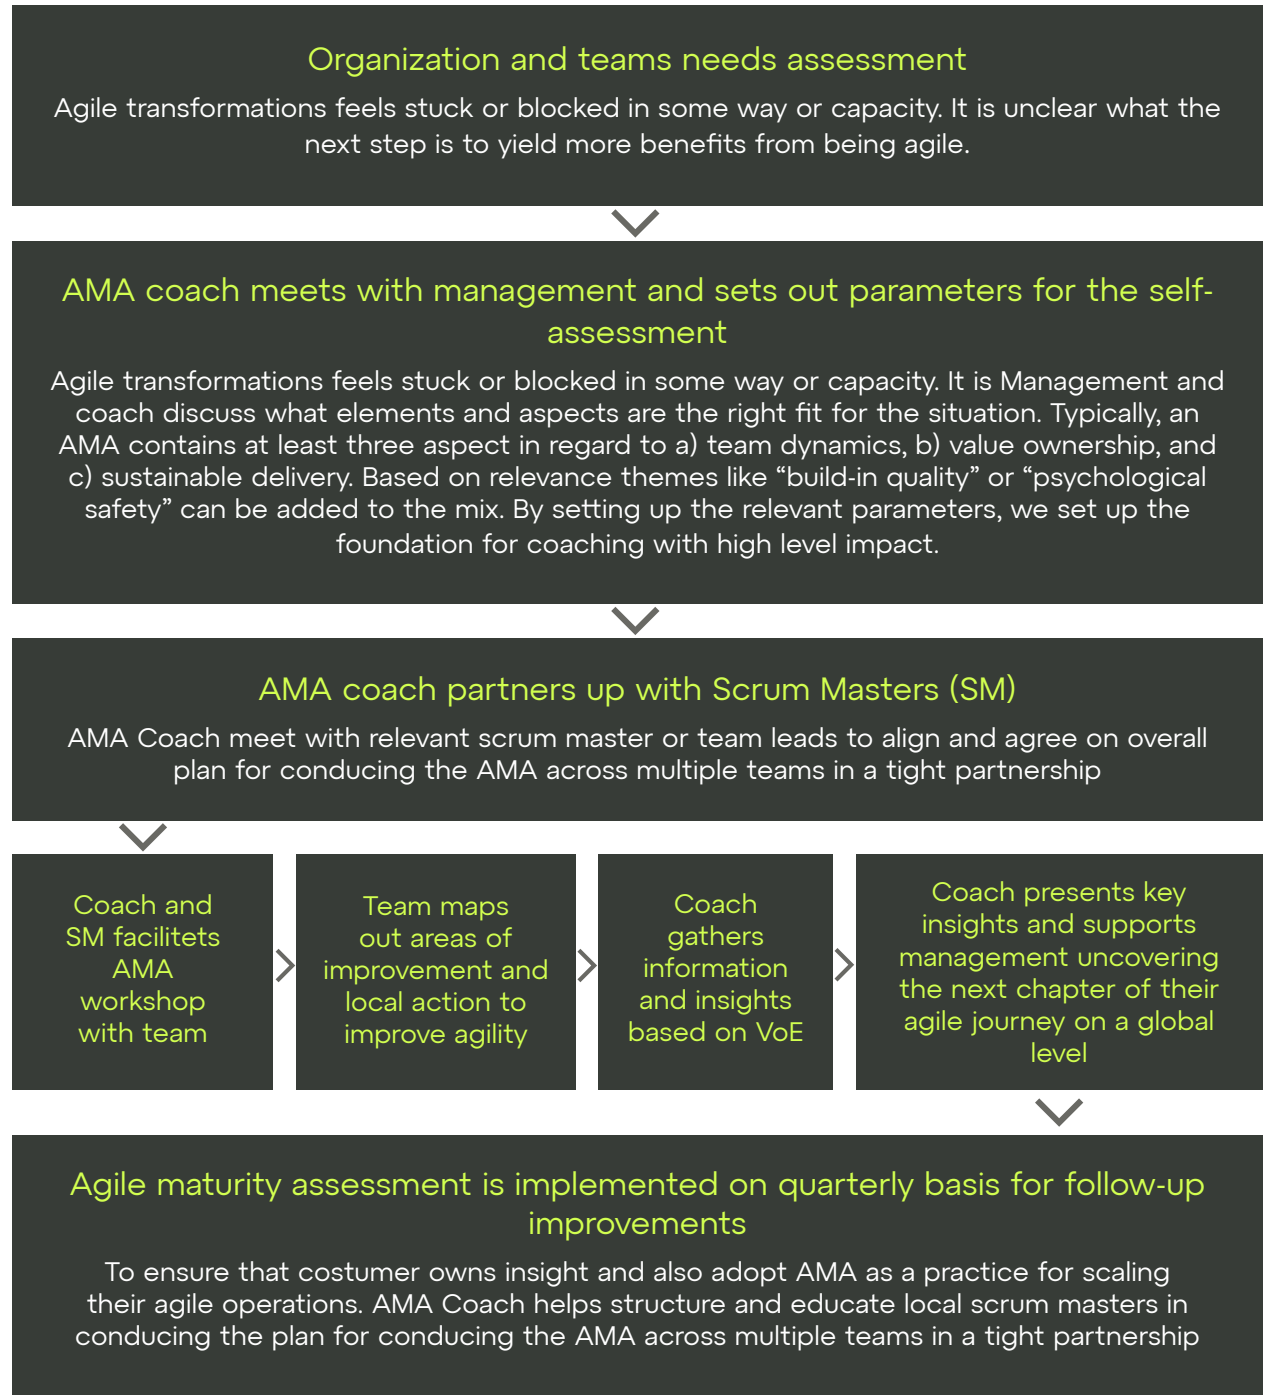 Organization and teams needs assessment
Agile transformations feels stuck or blocked in some way or capacity. It is unclear what the
next step is to yield more benefits from being agile.
AMA coach meets with management and sets out parameters for the self-
assessment
Agile transformations feels stuck or blocked in some way or capacity. It is Management and
coach discuss what elements and aspects are the right fit for the situation. Typically, an
AMA contains at least three aspect in regard to a) team dynamics, b) value ownership, and
c) sustainable delivery. Based on relevance themes like “build-in quality” or “psychological
safety” can be added to the mix. By setting up the relevant parameters, we set up the
foundation for coaching with high level impact.
AMA coach partners up with Scrum Masters (SM)
AMA Coach meet with relevant scrum master or team leads to align and agree on overall
plan for conducing the AMA across multiple teams in a tight partnership
Coach and
SM facilitets
AMA
workshop
with team
Team maps
out areas of
improvement and
local action to
improve agility
Coach
gathers
information
and insights
based on VoE
Coach presents key
insights and supports
management uncovering
the next chapter of their
agile journey on a global
level
Agile maturity assessment is implemented on quarterly basis for follow-up
improvements
To ensure that costumer owns insight and also adopt AMA as a practice for scaling
their agile operations. AMA Coach helps structure and educate local scrum masters in
conducing the plan for conducing the AMA across multiple teams in a tight partnership